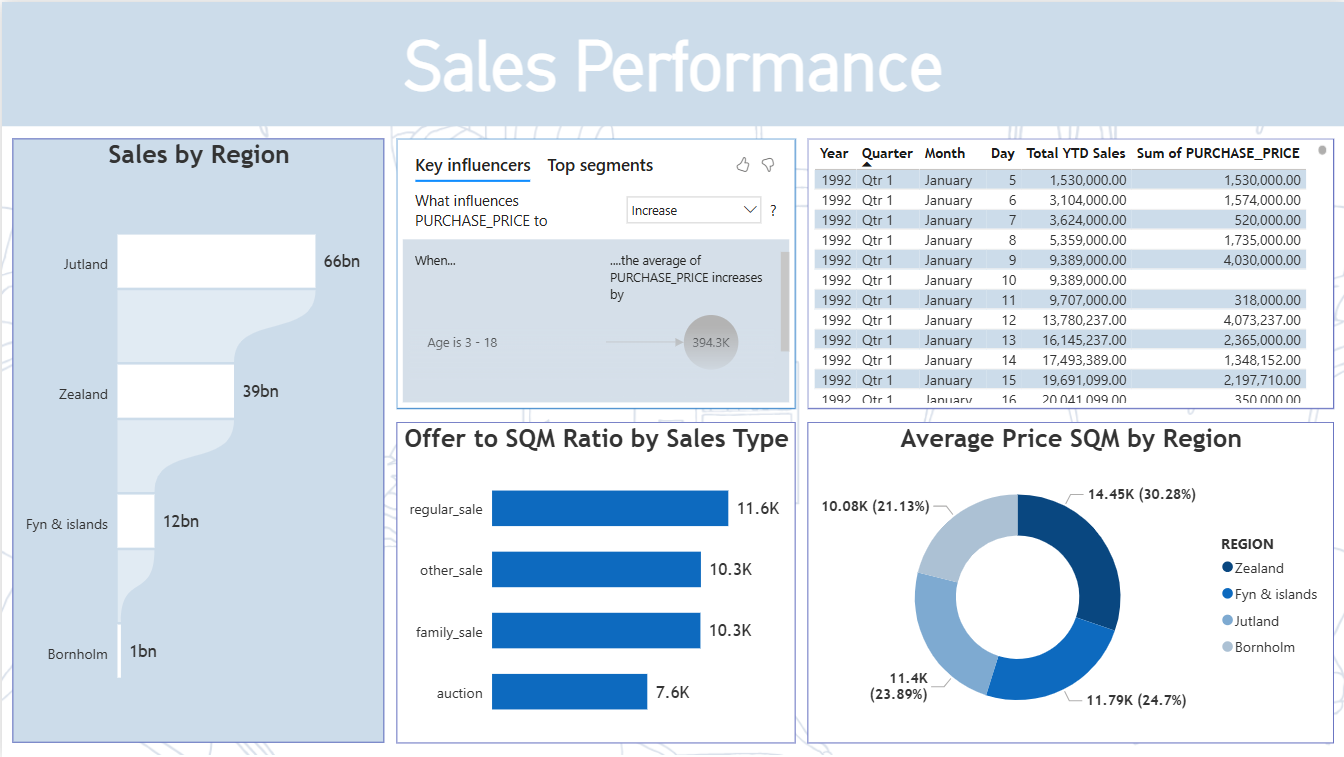 Sales Performance
Sales by Region
Jutland 66bn
Zealand 39bn
Fyn & islands 12bn
Bornholm 1bn
Key influencers Top segments
What influences
PURCHASE_PRICE to
Increase ?
When...
....the average of
PURCHASE_PRICE increases
by
Age is 3 - 18 394.3K
Year Quarter Month Day Total YTD Sales Sum of PURCHASE_PRICE
1992 Qtr 1 January 5 1,530,000.00 1,530,000.00
1992 Qtr 1 January 6 3,104,000.00 1,574,000.00
1992 Qtr 1 January 7 3,624,000.00 520,000.00
1992 Qtr 1 January 8 5,359,000.00 1,735,000.00
1992 Qtr 1 January 9 9,389,000.00 4,030,000.00
1992 Qtr 1 January 10 9,389,000.00
1992 Qtr 1 January 11 9,707,000.00 318,000.00
1992 Qtr 1 January 12 13,780,237.00 4,073,237.00
1992 Qtr 1 January 13 16,145,237.00 2,365,000.00
1992 Qtr 1 January 14 17,493,389.00 1,348,152.00
1992 Qtr 1 January 15 19,691,099.00 2,197,710.00
1992 Qtr 1 January 16 20,041,099.00 350,000.00
Offer to SQM Ratio by Sales Type
regular_sale 11.6K
other_sale 10.3K
family_sale 10.3K
auction 7.6K
Average Price SQM by Region
14.45K (30.28%)
10.08K (21.13%)
11.4K
(23.89%)
11.79K (24.7%)
REGION
Zealand
Fyn & islands
Jutland
Bornholm